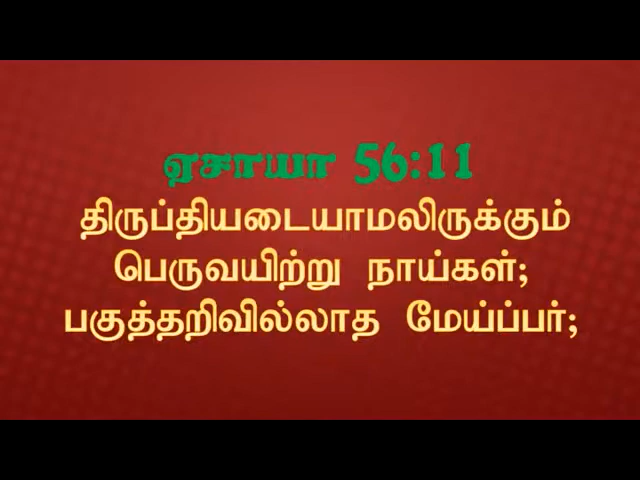 ஏசாயா 56:11
திருப்தியடையாமலிருக்கும்
பெருவயிற்று நாய்கள்;
பகுத்தறிவில்லாத மேய்ப்பர்;